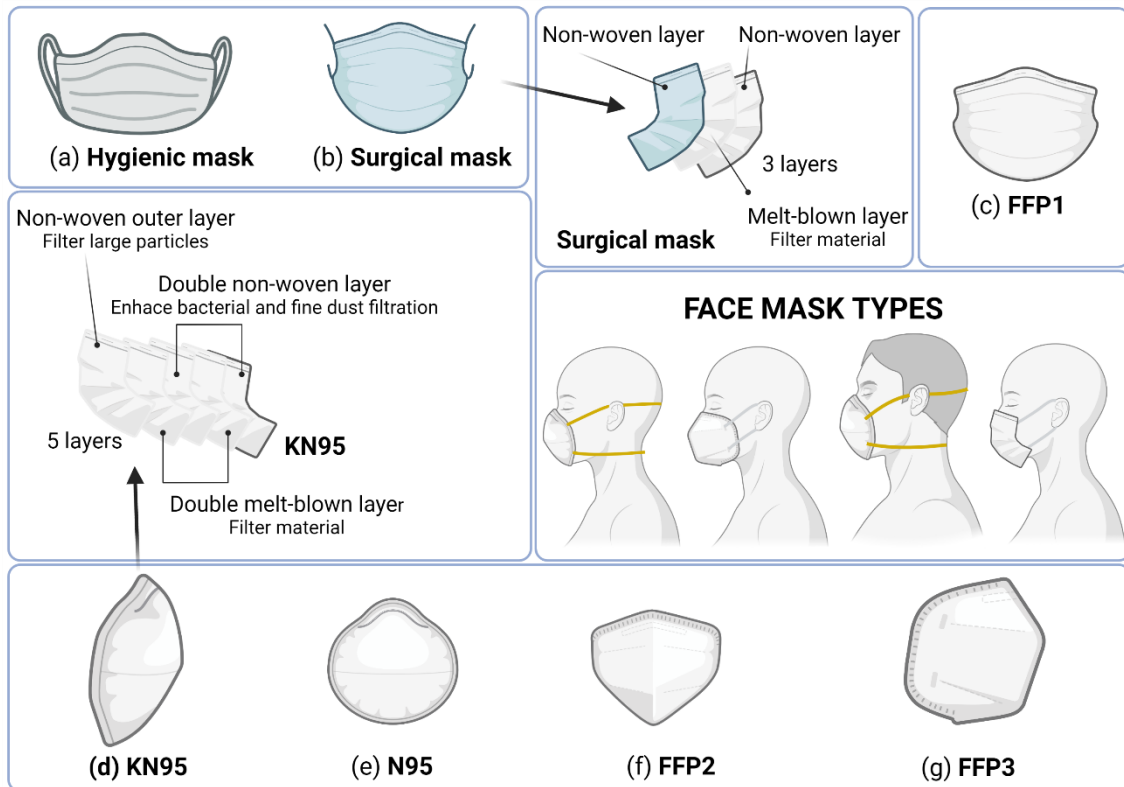 (a) Hygienic mask
(b) Surgical mask
Non-woven layer
Non-woven layer
3 layers
Melt-blown layer
Filter material
Surgical mask
(c) FFP1
Non-woven outer layer
Filter large particles
Double non-woven layer
Enhace bacterial and fine dust filtration
5 layers
KN95
Double melt-blown layer
Filter material
FACE MASK TYPES
(d) KN95
(e) N95
(f) FFP2
(g) FFP3